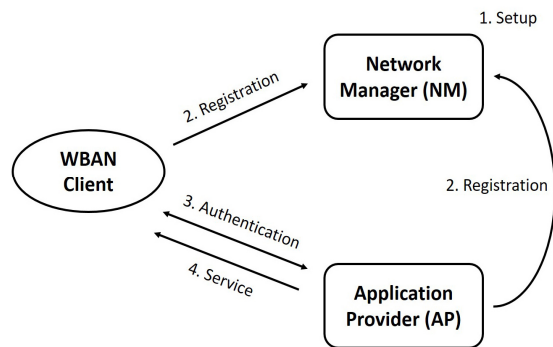 1. Setup
Network
Manager (NM)
2. Registration
WBAN
Client
2. Registration
3. Authentication
4. Service
Application
Provider (AP)